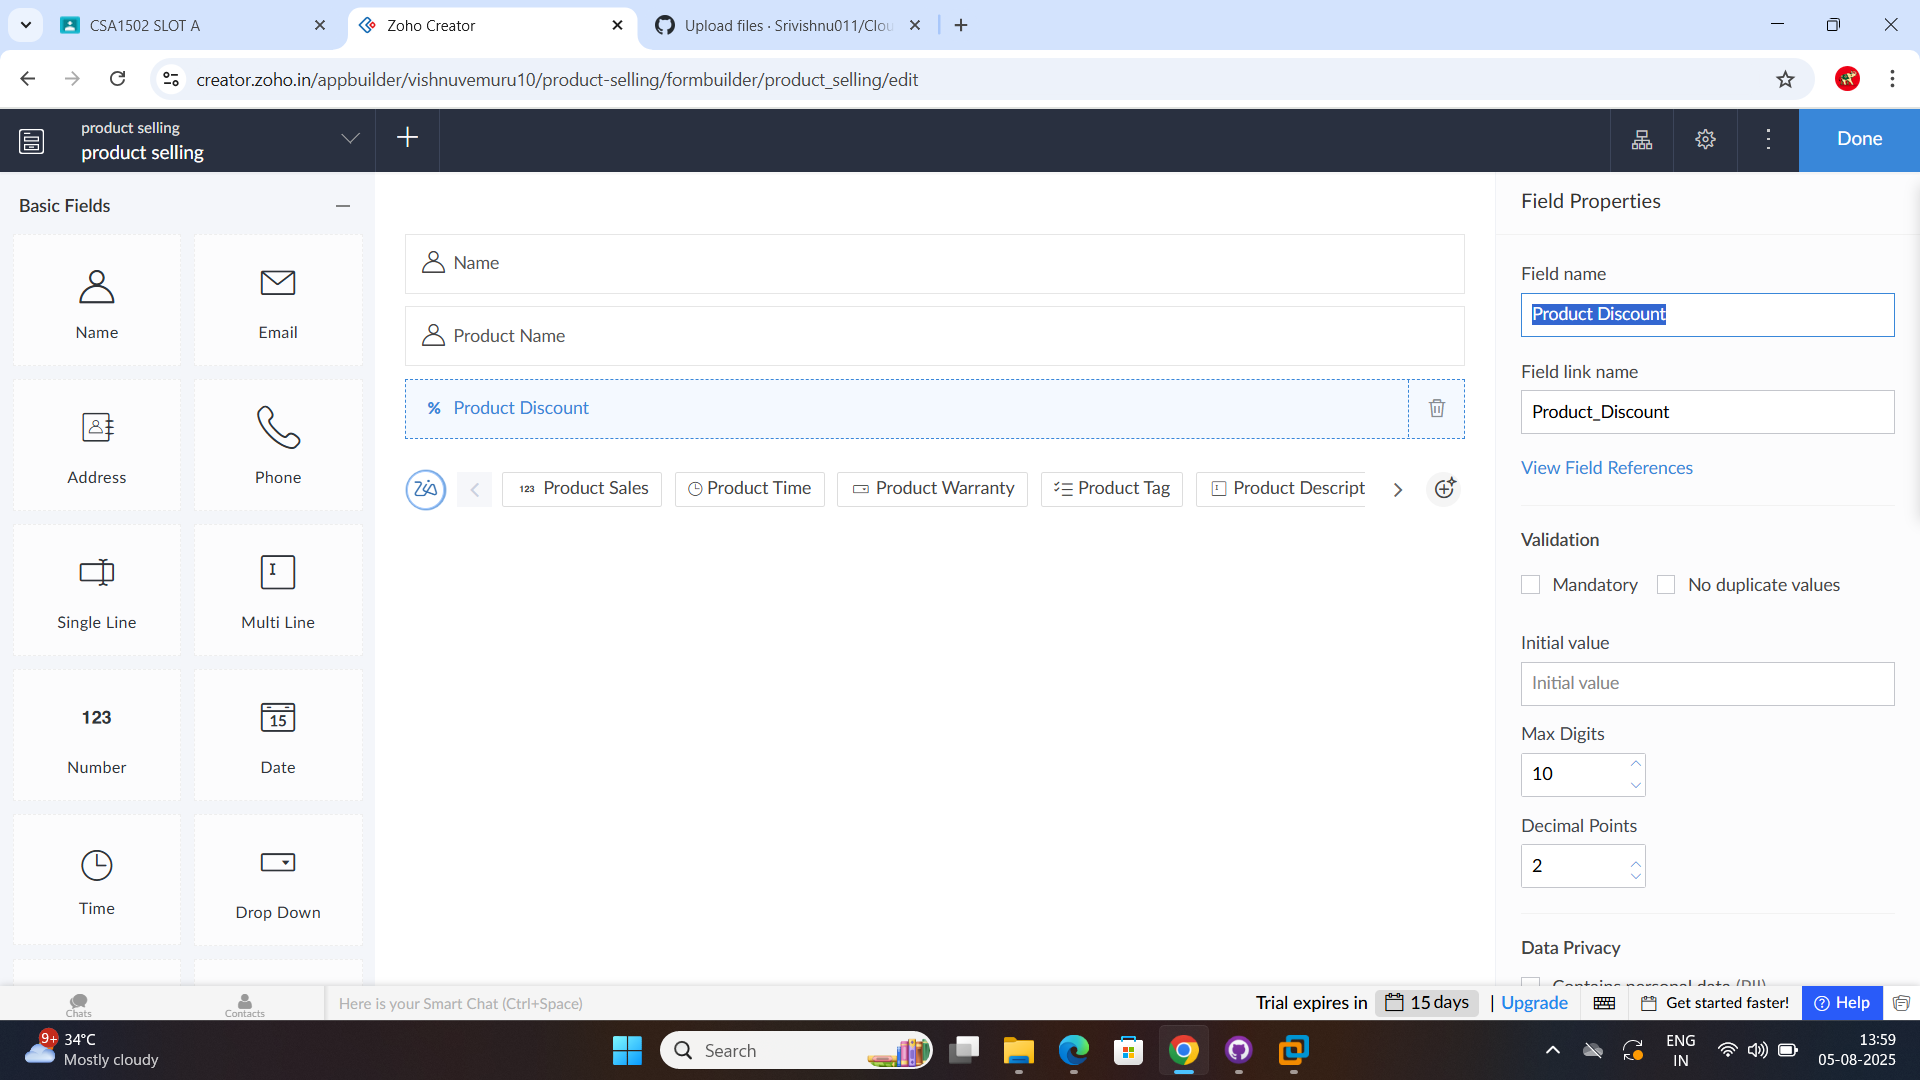 CSA1502 SLOT A
Zoho Creator
Upload files · Srivishnu011/Clou
creator.zoho.in/appbuilder/vishnuvemuru10/product-selling/formbuilder/product_selling/edit
product selling
product selling
Done
Basic Fields
Name
Email
Address
Phone
Single Line
Multi Line
123
Number
15
Date
Time
Drop Down
Name
Product Name
% Product Discount
Zia
123 Product Sales
Product Time
Product Warranty
Product Tag
Product Descript
Field Properties
Field name
Product Discount
Field link name
Product_Discount
View Field References
Validation
Mandatory
No duplicate values
Initial value
Initial value
Max Digits
10
Decimal Points
2
Data Privacy
Contains personal data (PII)
Chats
Contacts
Here is your Smart Chat (Ctrl+Space)
Trial expires in 15 days | Upgrade
Get started faster!
Help
9+
34°C
Mostly cloudy
Search
ENG
IN
13:59
05-08-2025